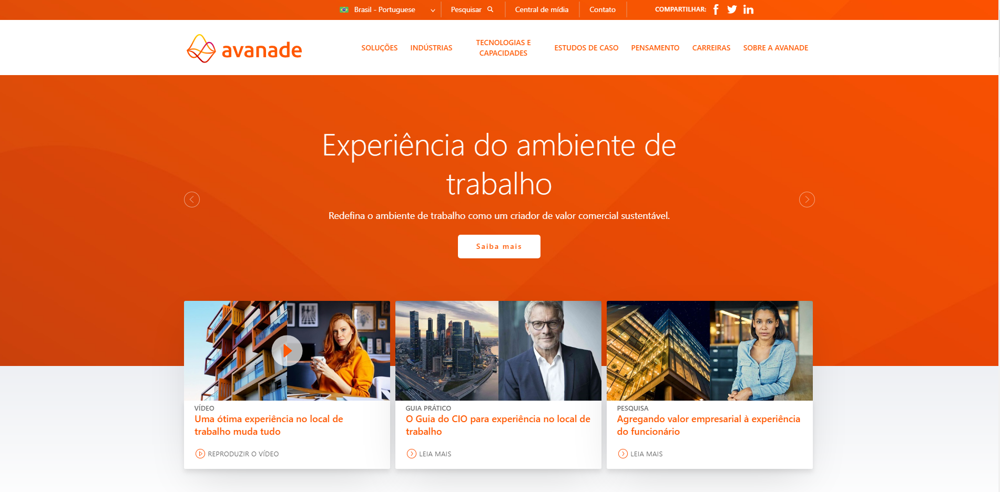 Brasil - Portuguese
Pesquisar
Central de mídia
Contato
COMPARTILHAR:
avanade
SOLUÇÕES
INDÚSTRIAS
TECNOLOGIAS E
CAPACIDADES
ESTUDOS DE CASO
PENSAMENTO
CARREIRAS
SOBRE A AVANADE
Experiência do ambiente de
trabalho
Redefina o ambiente de trabalho como um criador de valor comercial sustentável.
Saiba mais
VÍDEO
Uma ótima experiência no local de
trabalho muda tudo
REPRODUZIR O VÍDEO
GUIA PRÁTICO
O Guia do CIO para experiência no local de
trabalho
LEIA MAIS
PESQUISA
Agregando valor empresarial à experiência
do funcionário
LEIA MAIS